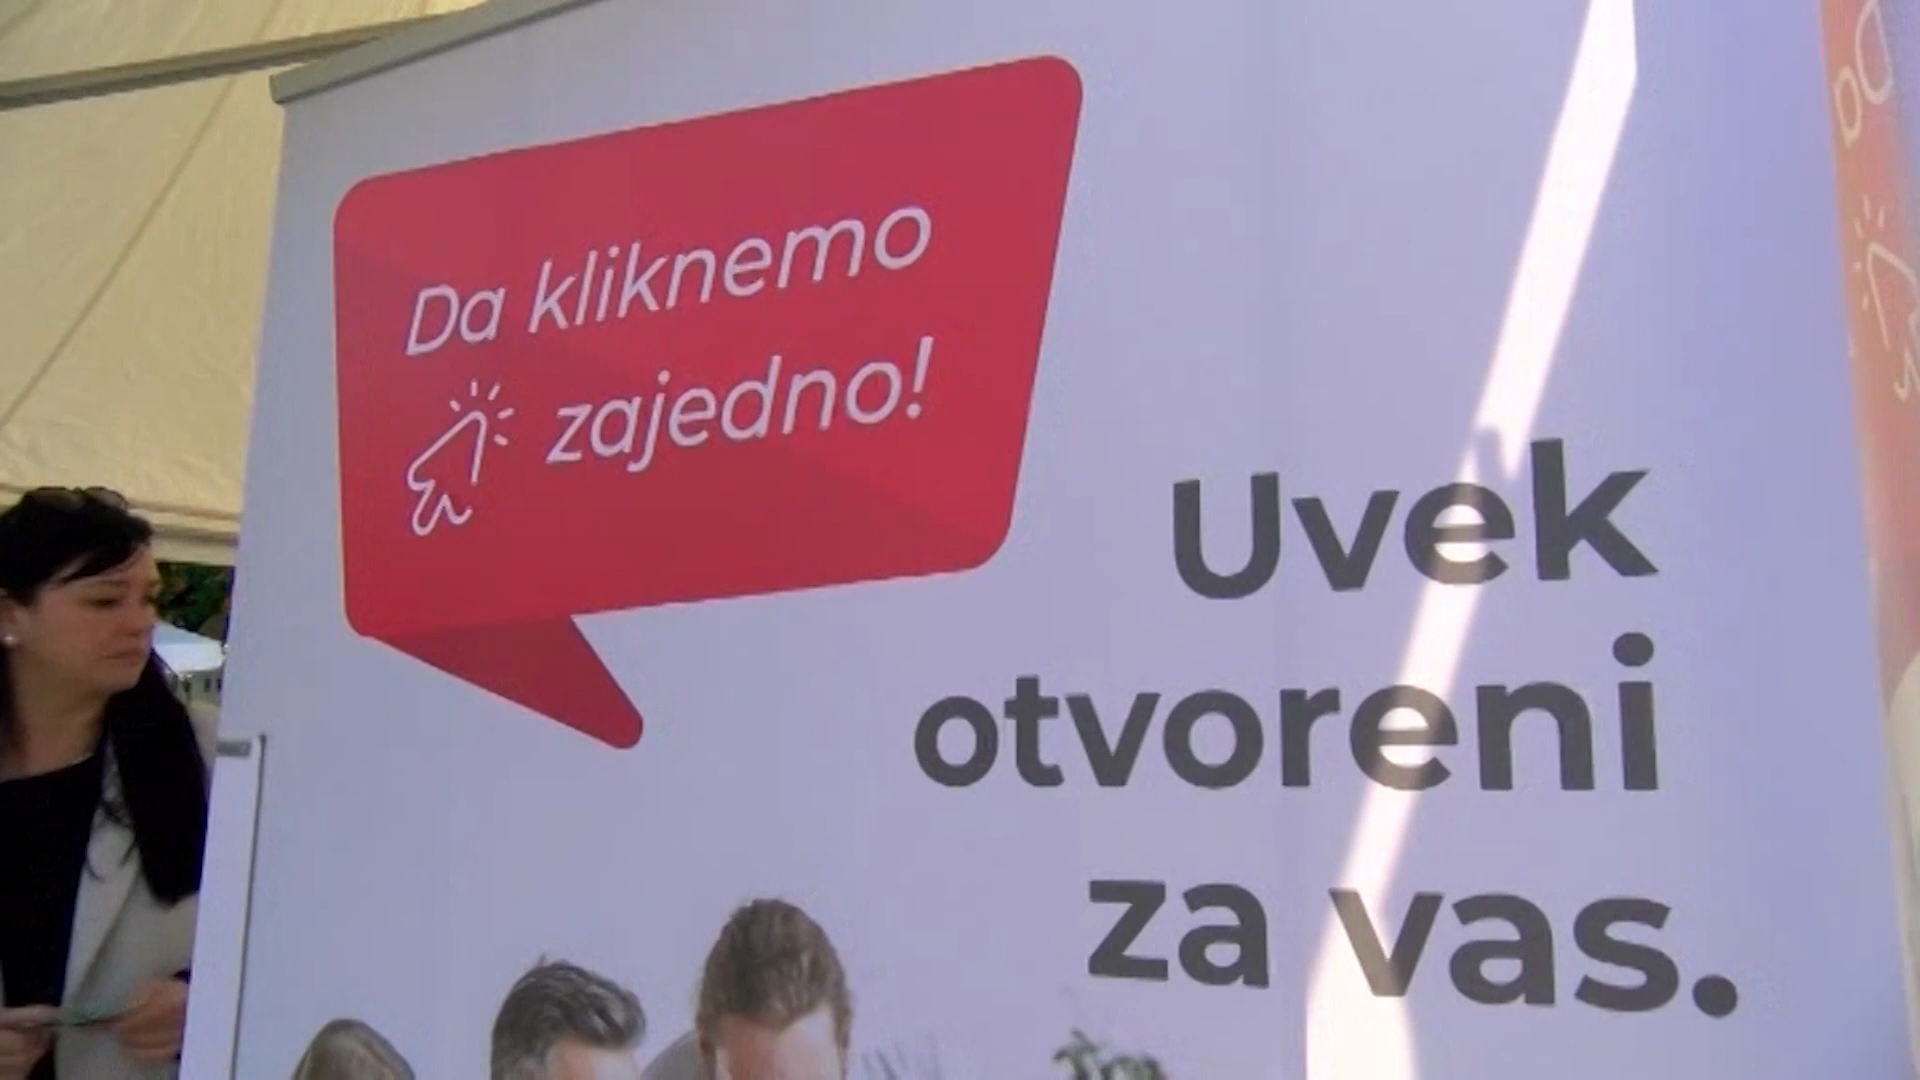 Da kliknemo
zajedno!
Uvek
otvoreni
za vas.